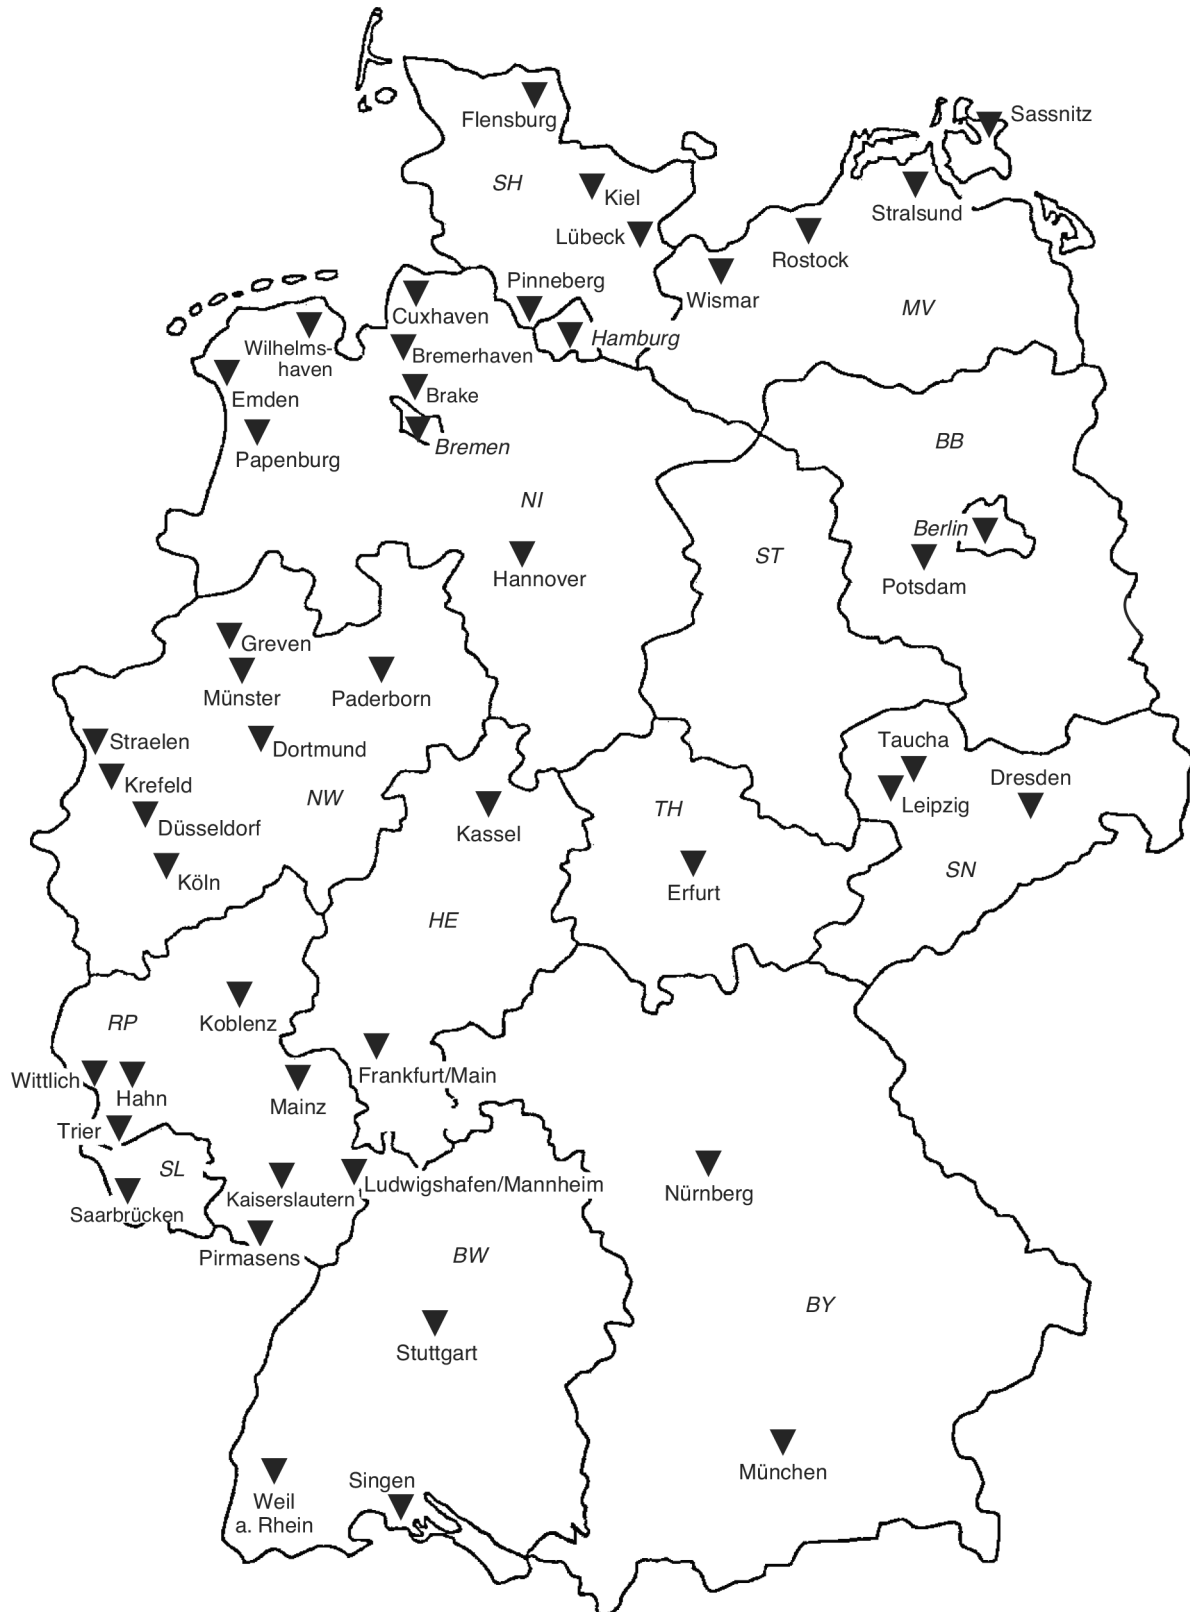 Sassnitz
Flensburg
SH
Kiel
Stralsund
Lübeck
Rostock
Pinneberg
Wismar
MV
Cuxhaven
Hamburg
Wilhelms-
haven
Bremerhaven
Brake
Emden
Bremen
BB
Papenburg
NI
Berlin
ST
Hannover
Potsdam
Greven
Münster
Paderborn
Straelen
Dortmund
Taucha
Krefeld
NW
Dresden
Düsseldorf
Kassel
TH
Leipzig
Köln
Erfurt
SN
HE
RP
Koblenz
Wittlich
Hahn
Frankfurt/Main
Mainz
Trier
SL
Kaiserslautern
Ludwigshafen/Mannheim
Nürnberg
Saarbrücken
Pirmasens
BW
BY
Stuttgart
München
Singen
Weil
a. Rhein